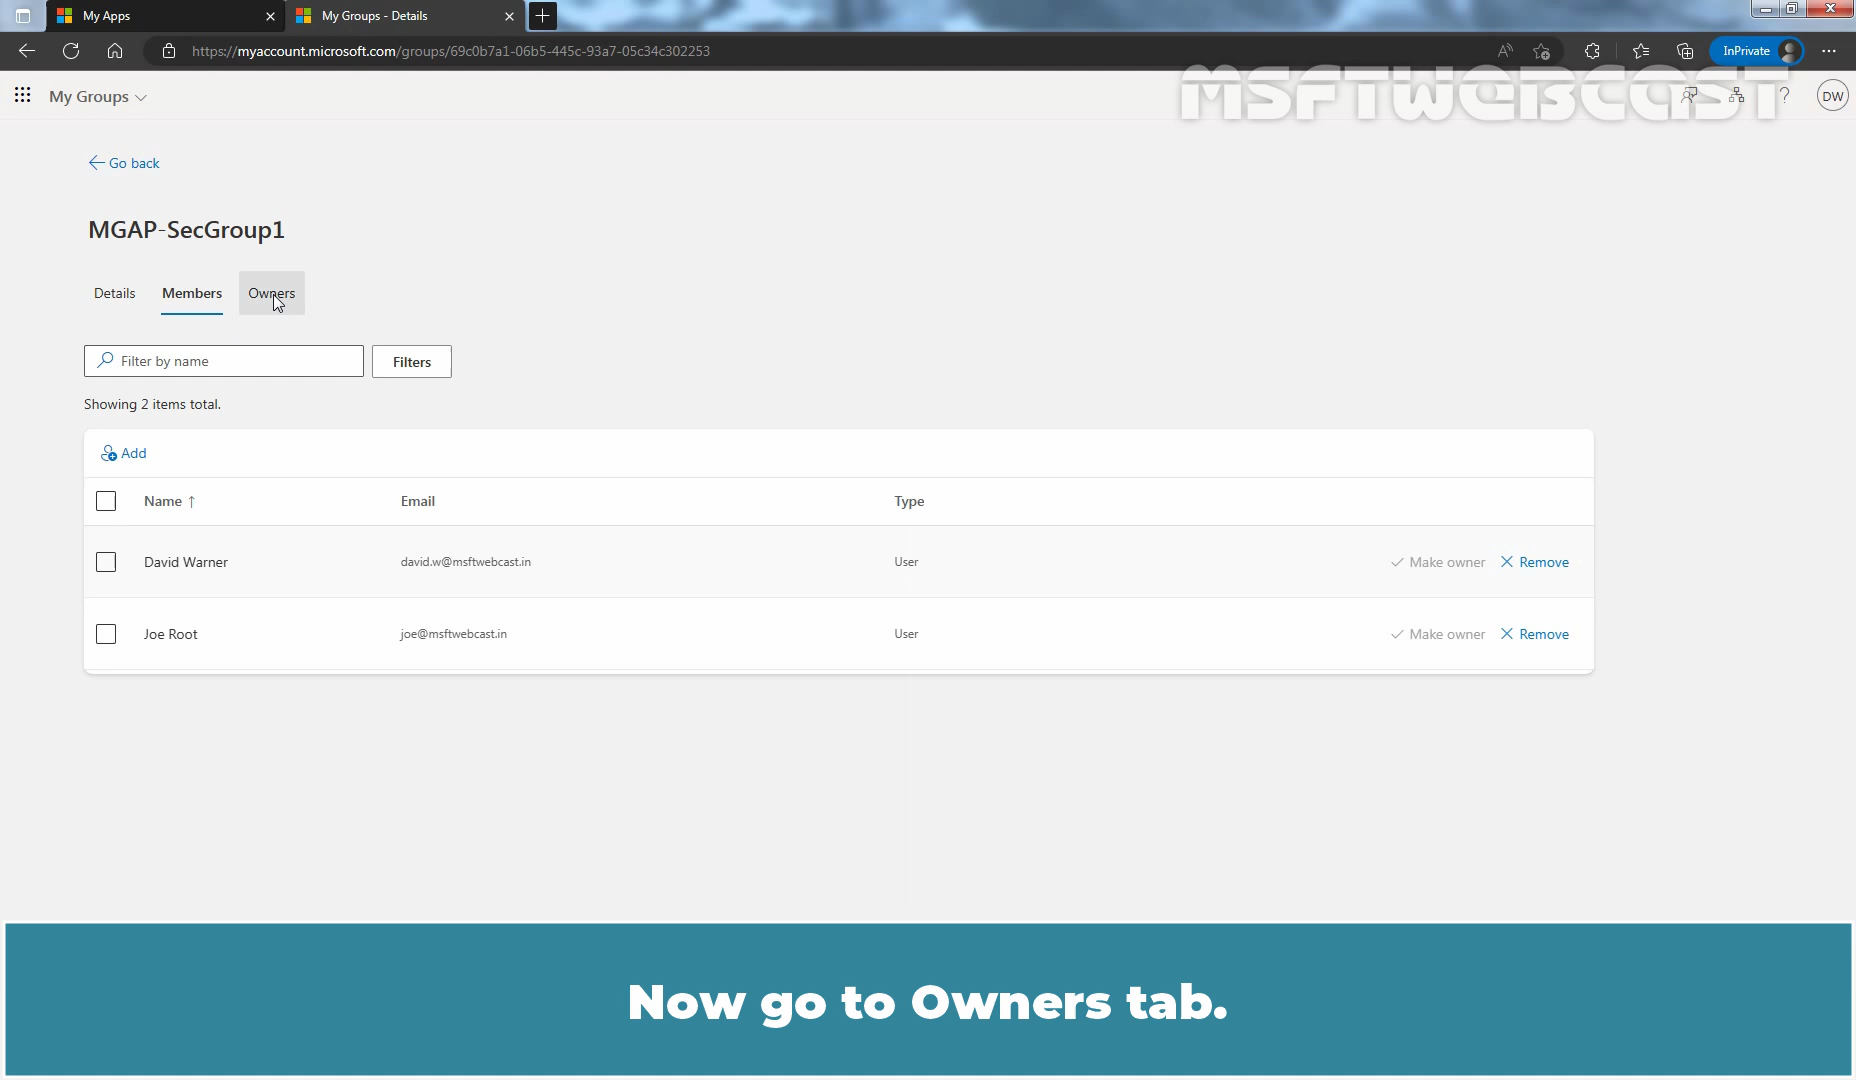 My Apps
My Groups - Details
https://myaccount.microsoft.com/groups/69c0b7a1-06b5-445c-93a7-05c34c302253
InPrivate
My Groups
MSFTWEBCAST
DW
Go back
MGAP-SecGroup1
Details Members Owners
Filter by name Filters
Showing 2 items total.
Add
Name ↑ Email Type
David Warner david.w@msftwebcast.in User Make owner Remove
Joe Root joe@msftwebcast.in User Make owner Remove
Now go to Owners tab.